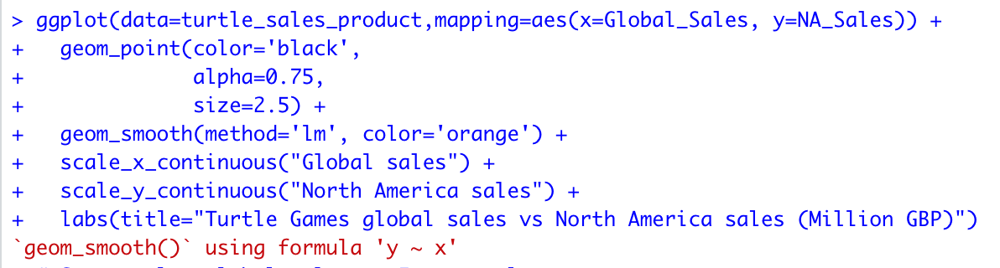 > ggplot(data=turtle_sales_product,mapping=aes(x=Global_Sales, y=NA_Sales)) +
+   geom_point(color='black',
+              alpha=0.75,
+              size=2.5) +
+   geom_smooth(method='lm', color='orange') +
+   scale_x_continuous("Global sales") +
+   scale_y_continuous("North America sales") +
+   labs(title="Turtle Games global sales vs North America sales (Million GBP)")
`geom_smooth()` using formula 'y ~ x'